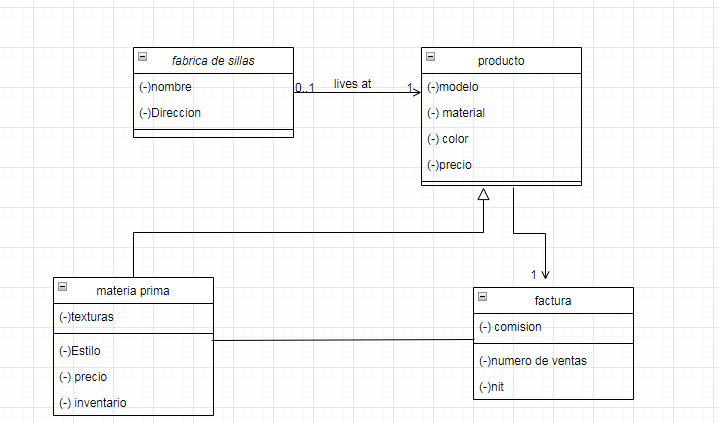 fabrica de sillas
(-)nombre
(-)Direccion
0..1
lives at
1
producto
(-)modelo
(-) material
(-) color
(-)precio
materia prima
(-)texturas
(-)Estilo
(-) precio
(-) inventario
1
factura
(-) comision
(-)numero de ventas
(-)nit